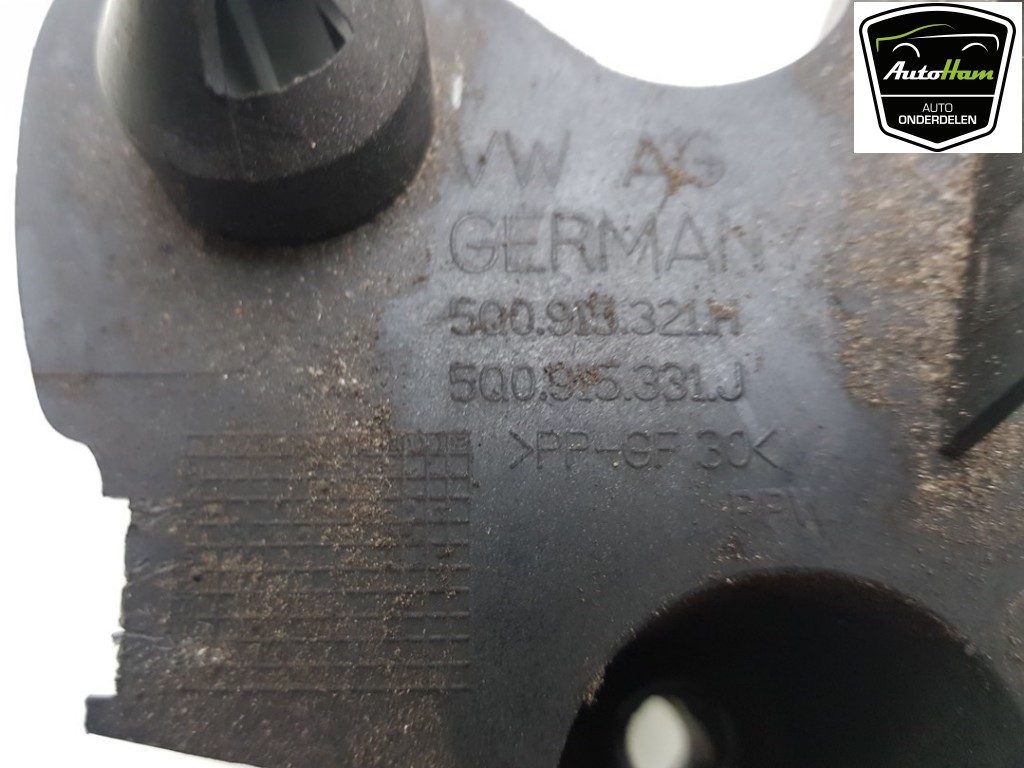 AutoHam
AUTO
ONDERDELEN
VW AG
GERMANY
5Q0.915.321.H
5Q0.915.331.J
>PP-GF 30<